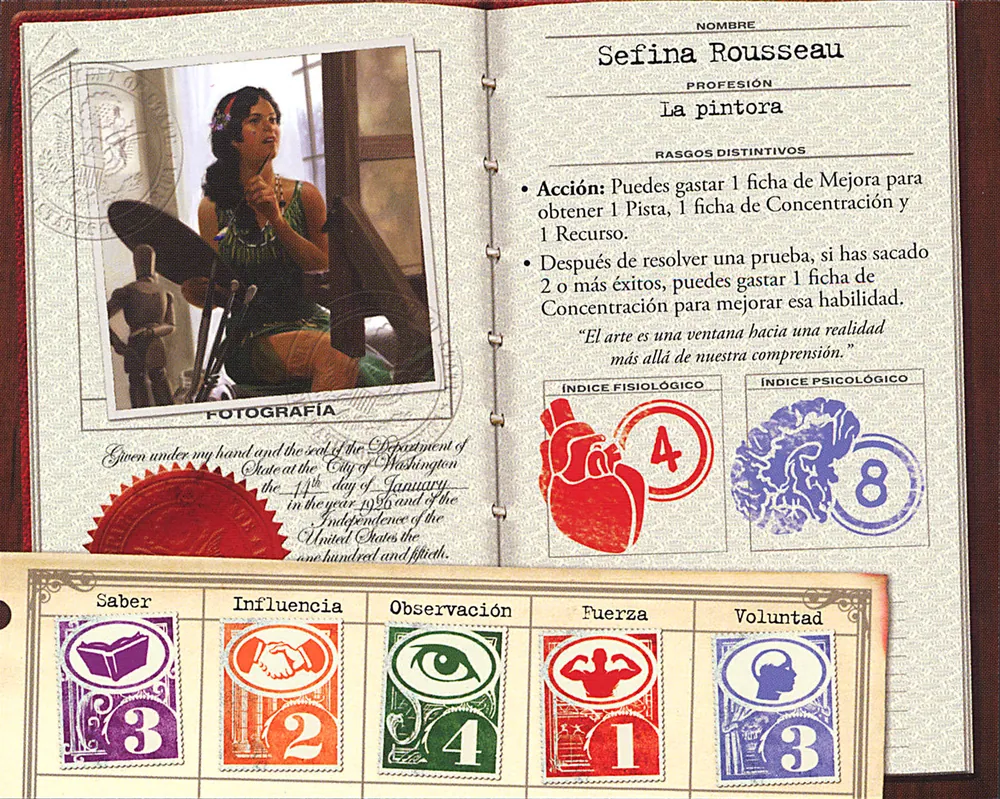 FOTOGRAFÍA
Given under my hand and the seal of the Department of
State at the City of Washington
the 14th day of January
in the year 1926 and of the
Independence of the
United States the
one hundred and fiftieth.
NOMBRE
Sefina Rousseau
PROFESIÓN
La pintora
RASGOS DISTINTIVOS
• Acción: Puedes gastar 1 ficha de Mejora para
obtener 1 Pista, 1 ficha de Concentración y
1 Recurso.
• Después de resolver una prueba, si has sacado
2 o más éxitos, puedes gastar 1 ficha de
Concentración para mejorar esa habilidad.
“El arte es una ventana hacia una realidad
más allá de nuestra comprensión.”
ÍNDICE FISIOLÓGICO
4
ÍNDICE PSICOLÓGICO
8
Saber
3
Influencia
2
Observación
4
Fuerza
1
Voluntad
3